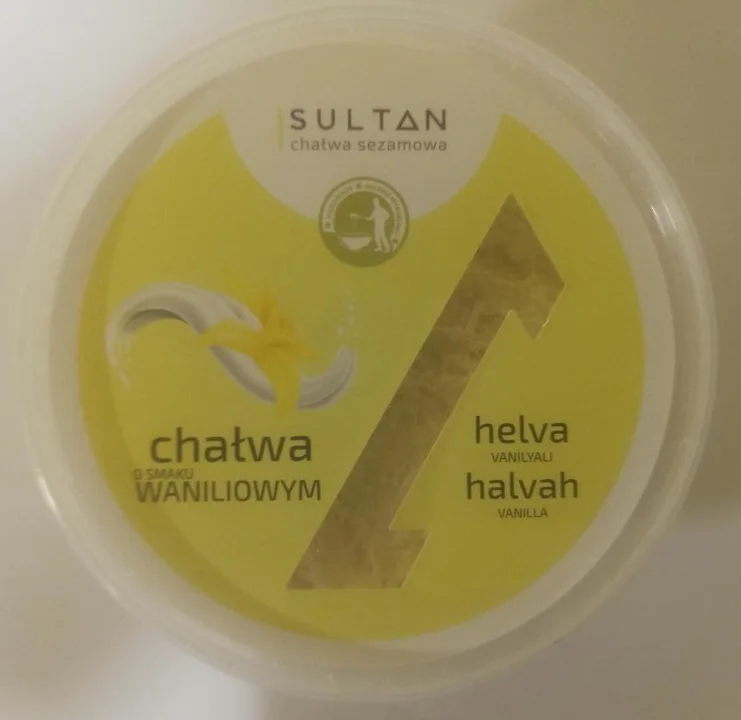 SULTAN
chałwa sezamowa
chałwa
O SMAKU
WANILIOWYM
helva
VANİLYALI
halvah
VANILLA